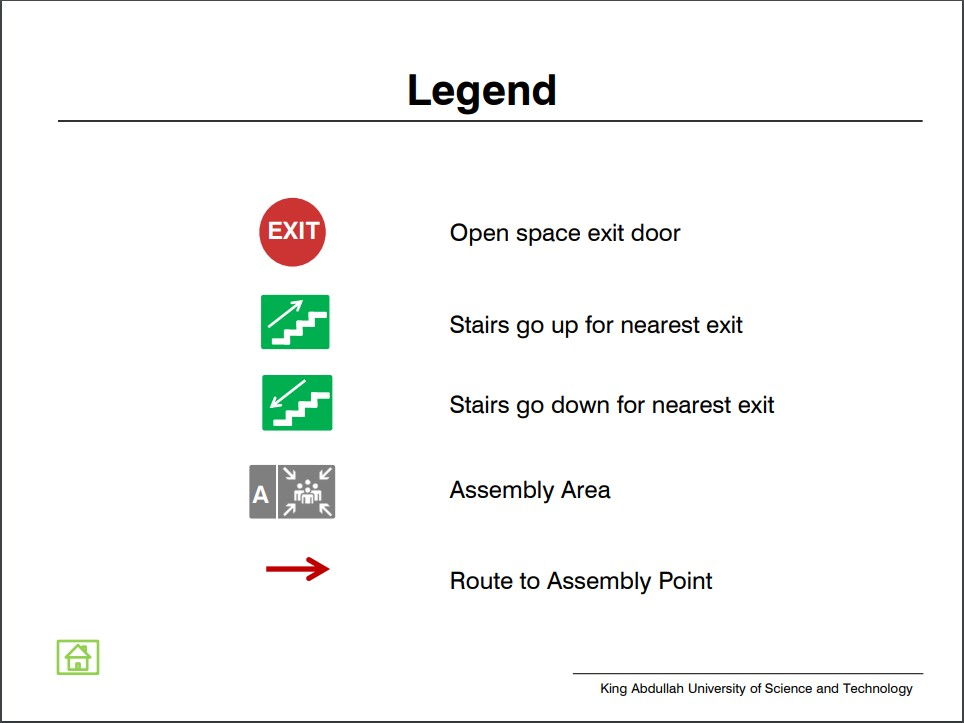 Legend
EXIT
Open space exit door
Stairs go up for nearest exit
Stairs go down for nearest exit
A
Assembly Area
Route to Assembly Point
King Abdullah University of Science and Technology